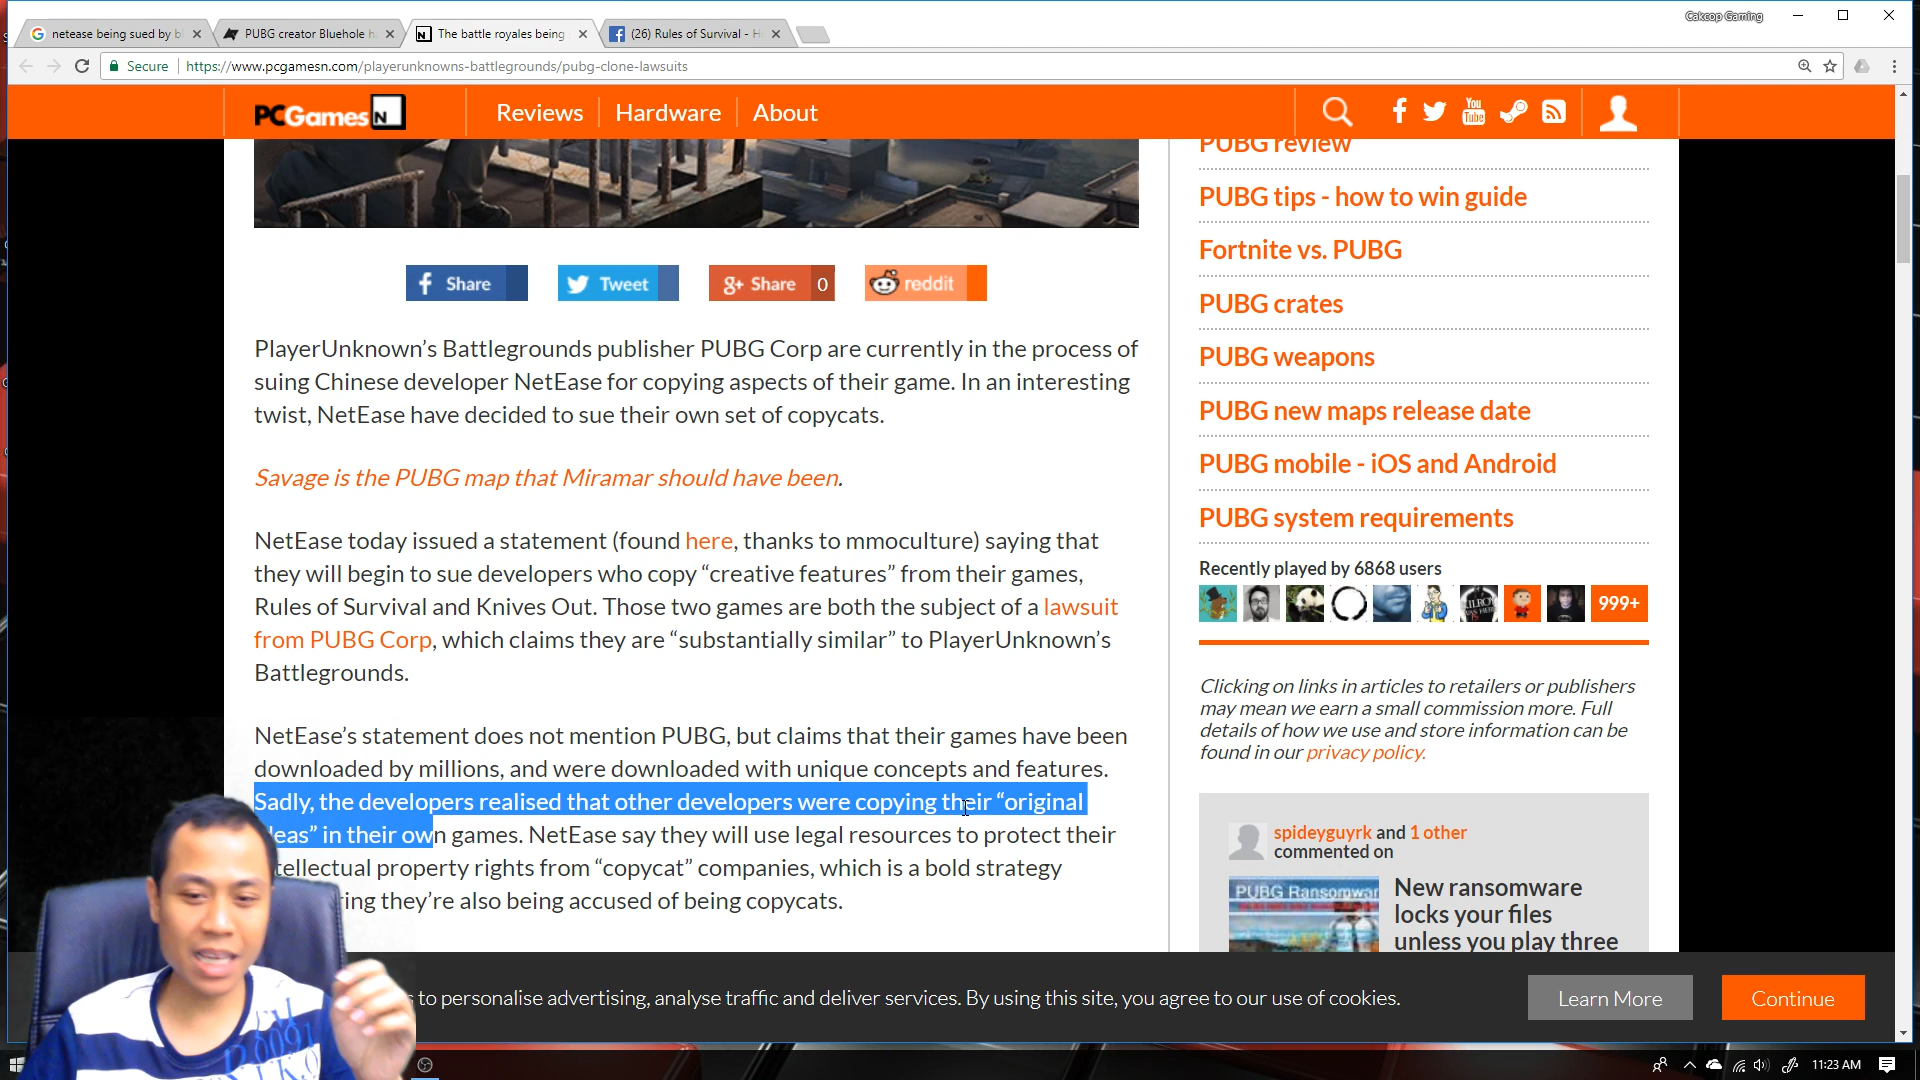 Cakcop Gaming
netease being sued by bl
PUBG creator Bluehole h
The battle royales being
(26) Rules of Survival - H
Secure
https://www.pcgamesn.com/playerunknowns-battlegrounds/pubg-clone-lawsuits
PCGamesN
Reviews
Hardware
About
You Tube
Share
Tweet
g+ Share 0
reddit
PlayerUnknown's Battlegrounds publisher PUBG Corp are currently in the process of
suing Chinese developer NetEase for copying aspects of their game. In an interesting
twist, NetEase have decided to sue their own set of copycats.
Savage is the PUBG map that Miramar should have been.
NetEase today issued a statement (found here, thanks to mmoculture) saying that
they will begin to sue developers who copy “creative features” from their games,
Rules of Survival and Knives Out. Those two games are both the subject of a lawsuit
from PUBG Corp, which claims they are “substantially similar” to PlayerUnknown's
Battlegrounds.
NetEase's statement does not mention PUBG, but claims that their games have been
downloaded by millions, and were downloaded with unique concepts and features.
Sadly, the developers realised that other developers were copying their “original
deas” in their own games. NetEase say they will use legal resources to protect their
tellectual property rights from “copycat” companies, which is a bold strategy
ring they're also being accused of being copycats.
PUBG review
PUBG tips - how to win guide
Fortnite vs. PUBG
PUBG crates
PUBG weapons
PUBG new maps release date
PUBG mobile - iOS and Android
PUBG system requirements
Recently played by 6868 users
999+
Clicking on links in articles to retailers or publishers
may mean we earn a small commission more. Full
details of how we use and store information can be
found in our privacy policy.
spideyguyrk and 1 other
commented on
PUBG Ransomwar
New ransomware
locks your files
unless you play three
s to personalise advertising, analyse traffic and deliver services. By using this site, you agree to our use of cookies.
Learn More
Continue
11:23 AM